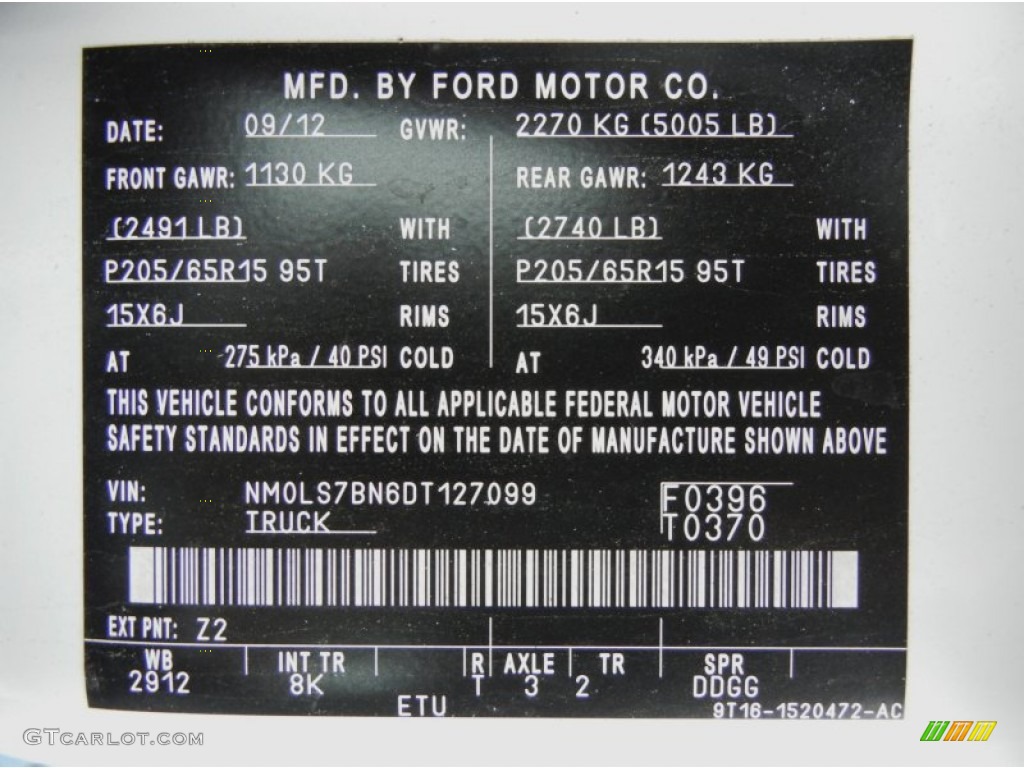 MFD. BY FORD MOTOR CO.
DATE: 09/12 GVWR: 2270 KG (5005 LB)
FRONT GAWR: 1130 KG REAR GAWR: 1243 KG
(2491 LB) WITH (2740 LB) WITH
P205/65R15 95T TIRES P205/65R15 95T TIRES
15X6J RIMS 15X6J RIMS
AT 275 kPa / 40 PSI COLD AT 340 kPa / 49 PSI COLD
THIS VEHICLE CONFORMS TO ALL APPLICABLE FEDERAL MOTOR VEHICLE
SAFETY STANDARDS IN EFFECT ON THE DATE OF MANUFACTURE SHOWN ABOVE
VIN: NM0LS7BN6DT127099 F0396
TYPE: TRUCK T0370
EXT PNT: Z2
WB INT TR R AXLE TR SPR
2912 8K T 3 2 DDGG
ETU 9T16-1520472-AC
GTCARLOT.COM